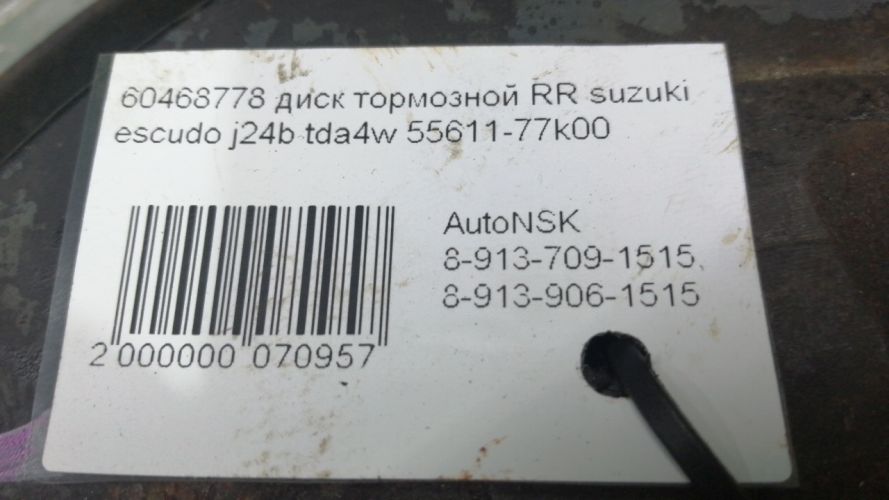 60468778 диск тормозной RR suzuki
escudo j24b tda4w 55611-77k00
AutoNSK
8-913-709-1515,
8-913-906-1515
2 000000 070957